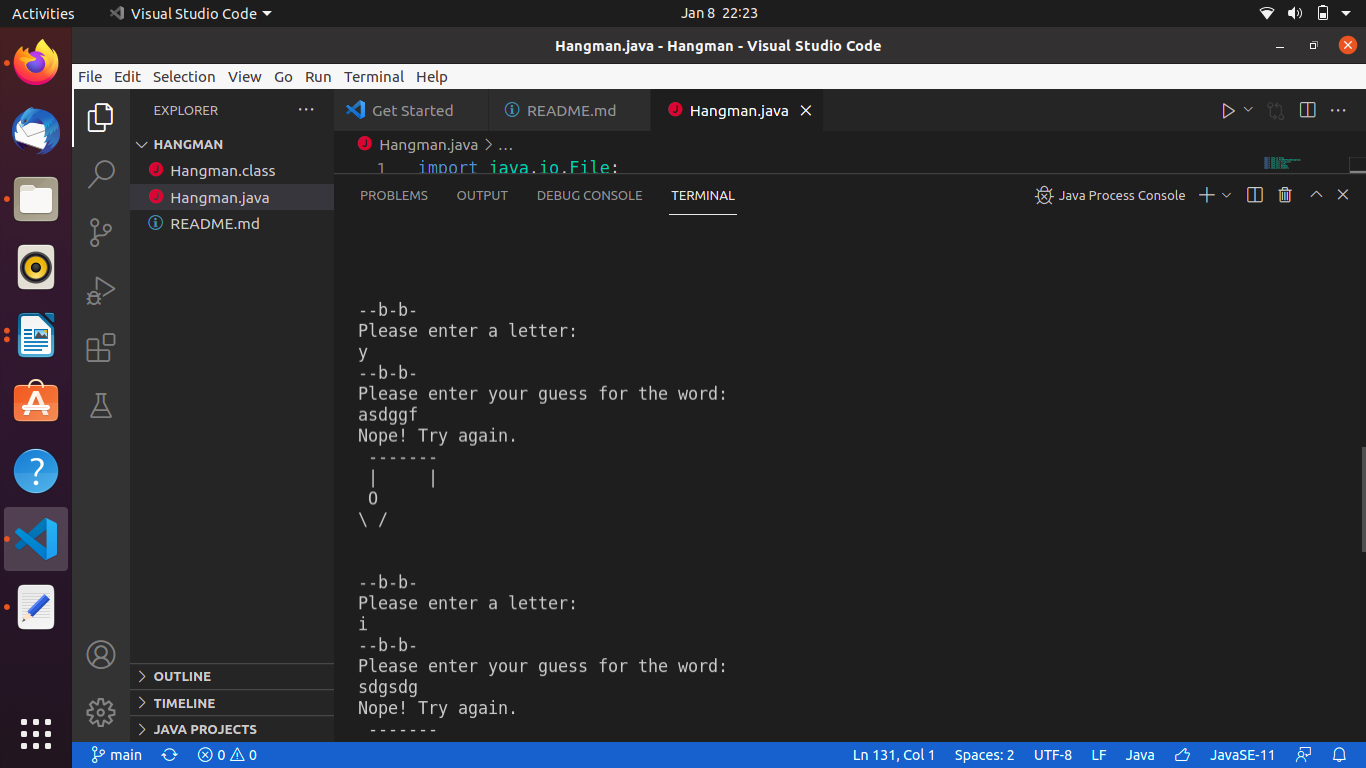 Activities Visual Studio Code Jan 8 22:23
Hangman.java - Hangman - Visual Studio Code
File Edit Selection View Go Run Terminal Help
EXPLORER ··· Get Started README.md Hangman.java
HANGMAN
Hangman.java > ...
Hangman.class
1 import java.io.File;
Hangman.java
README.md
PROBLEMS OUTPUT DEBUG CONSOLE TERMINAL Java Process Console
--b-b-
Please enter a letter:
y
--b-b-
Please enter your guess for the word:
asdggf
Nope! Try again.
-------
| |
O
\ /
--b-b-
Please enter a letter:
i
--b-b-
Please enter your guess for the word:
sdgsdg
Nope! Try again.
-------
OUTLINE
TIMELINE
JAVA PROJECTS
main 0 0 Ln 131, Col 1 Spaces: 2 UTF-8 LF Java JavaSE-11